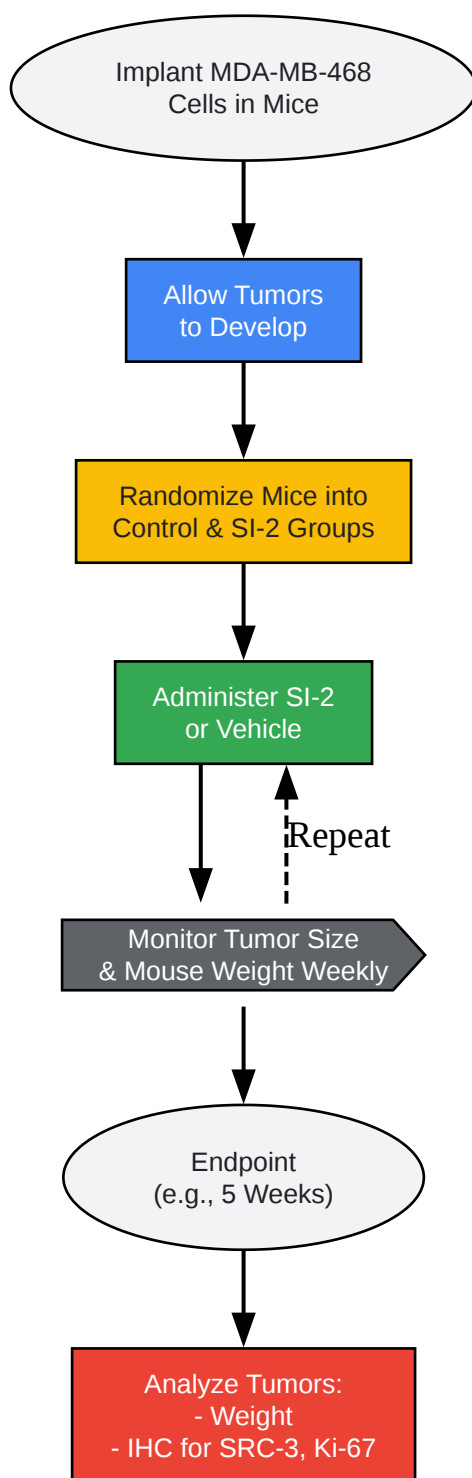 Implant MDA-MB-468
Cells in Mice
Allow Tumors
to Develop
Randomize Mice into
Control & SI-2 Groups
Administer SI-2
or Vehicle
Repeat
Monitor Tumor Size
& Mouse Weight Weekly
Endpoint
(e.g., 5 Weeks)
Analyze Tumors:
- Weight
- IHC for SRC-3, Ki-67